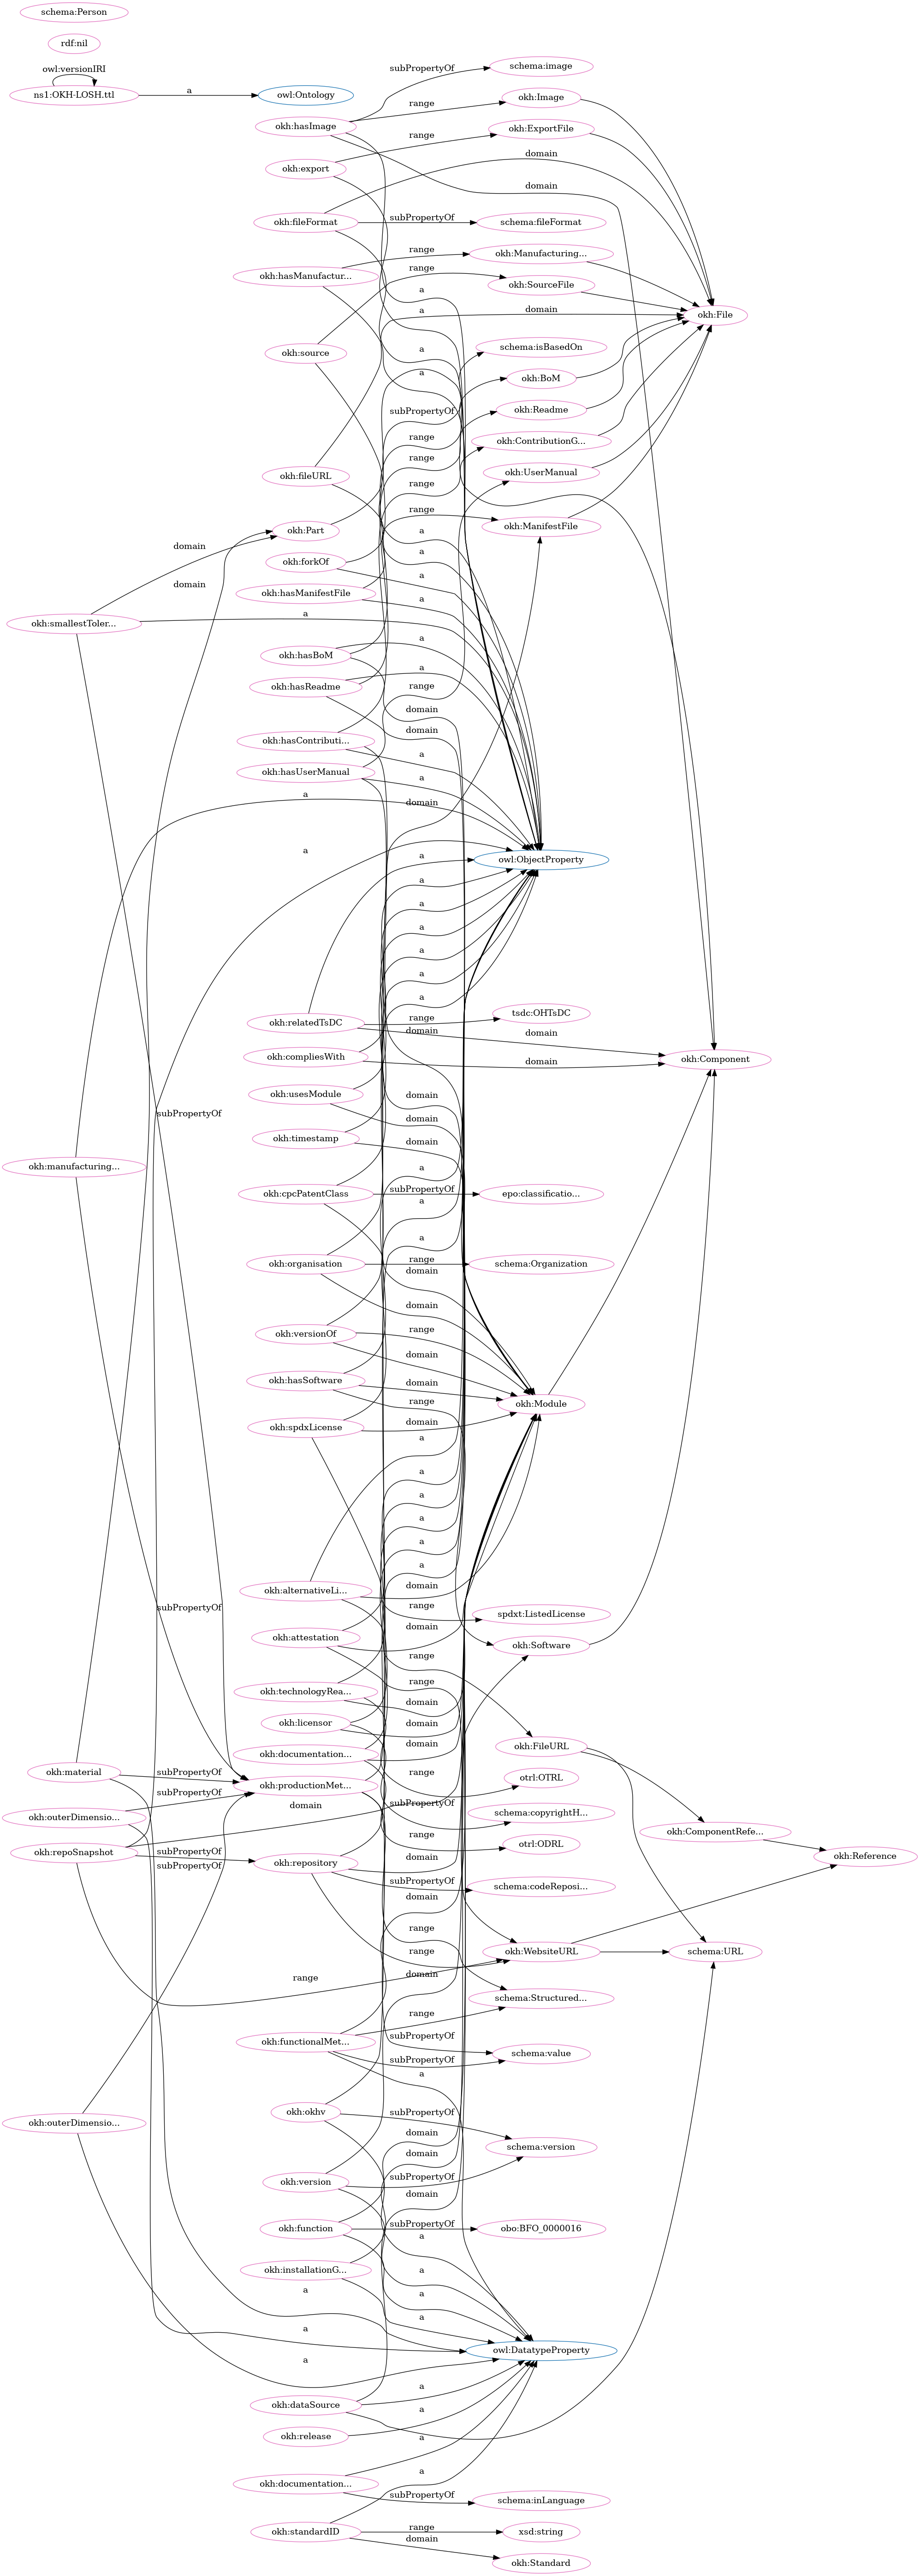 schema:Person
rdf:nil
owl:versionIRI
ns1:OKH-LOSH.ttl
a
owl:Ontology
subPropertyOf
schema:image
okh:hasImage
range
okh:Image
okh:export
range
okh:ExportFile
domain
domain
okh:fileFormat
subPropertyOf
schema:fileFormat
okh:hasManufactur...
range
okh:Manufacturing...
range
okh:SourceFile
a
a
domain
okh:File
okh:source
a
schema:isBasedOn
a
okh:BoM
subPropertyOf
okh:Readme
range
okh:ContributionG...
range
okh:fileURL
okh:UserManual
range
range
okh:ManifestFile
okh:Part
a
domain
a
okh:forkOf
a
domain
okh:hasManifestFile
a
okh:smallestToler...
a
okh:hasBoM
a
okh:hasReadme
a
range
domain
okh:hasContributi...
domain
a
okh:hasUserManual
a
a
domain
a
owl:ObjectProperty
a
a
a
a
a
a
okh:relatedTsDC
range
tsdc:OHTsDC
domain
domain
okh:compliesWith
domain
okh:Component
okh:usesModule
domain
subPropertyOf
domain
okh:timestamp
domain
okh:manufacturing...
a
okh:cpcPatentClass
subPropertyOf
epo:classificatio...
a
a
okh:organisation
range
schema:Organization
domain
okh:versionOf
range
domain
okh:hasSoftware
domain
range
okh:Module
okh:spdxLicense
domain
a
a
a
a
a
a
okh:alternativeLi...
domain
subPropertyOf
range
spdxt:ListedLicense
okh:attestation
domain
okh:Software
range
range
okh:technologyRea...
domain
okh:licensor
domain
okh:documentation...
domain
okh:FileURL
okh:material
subPropertyOf
okh:productionMet...
range
otrl:OTRL
subPropertyOf
domain
subPropertyOf
schema:copyrightH...
okh:outerDimensio...
okh:ComponentRefe...
range
otrl:ODRL
okh:repoSnapshot
subPropertyOf
subPropertyOf
okh:repository
domain
okh:Reference
subPropertyOf
schema:codeReposi...
domain
range
range
okh:WebsiteURL
schema:URL
range
domain
schema:Structured...
range
okh:functionalMet...
subPropertyOf
subPropertyOf
schema:value
a
okh:okhv
subPropertyOf
okh:outerDimensio...
domain
schema:version
domain
okh:version
subPropertyOf
domain
okh:function
subPropertyOf
obo:BFO_0000016
a
okh:installationG...
a
a
a
a
a
owl:DatatypeProperty
a
a
okh:dataSource
a
okh:release
a
a
okh:documentation...
subPropertyOf
schema:inLanguage
okh:standardID
range
xsd:string
domain
okh:Standard